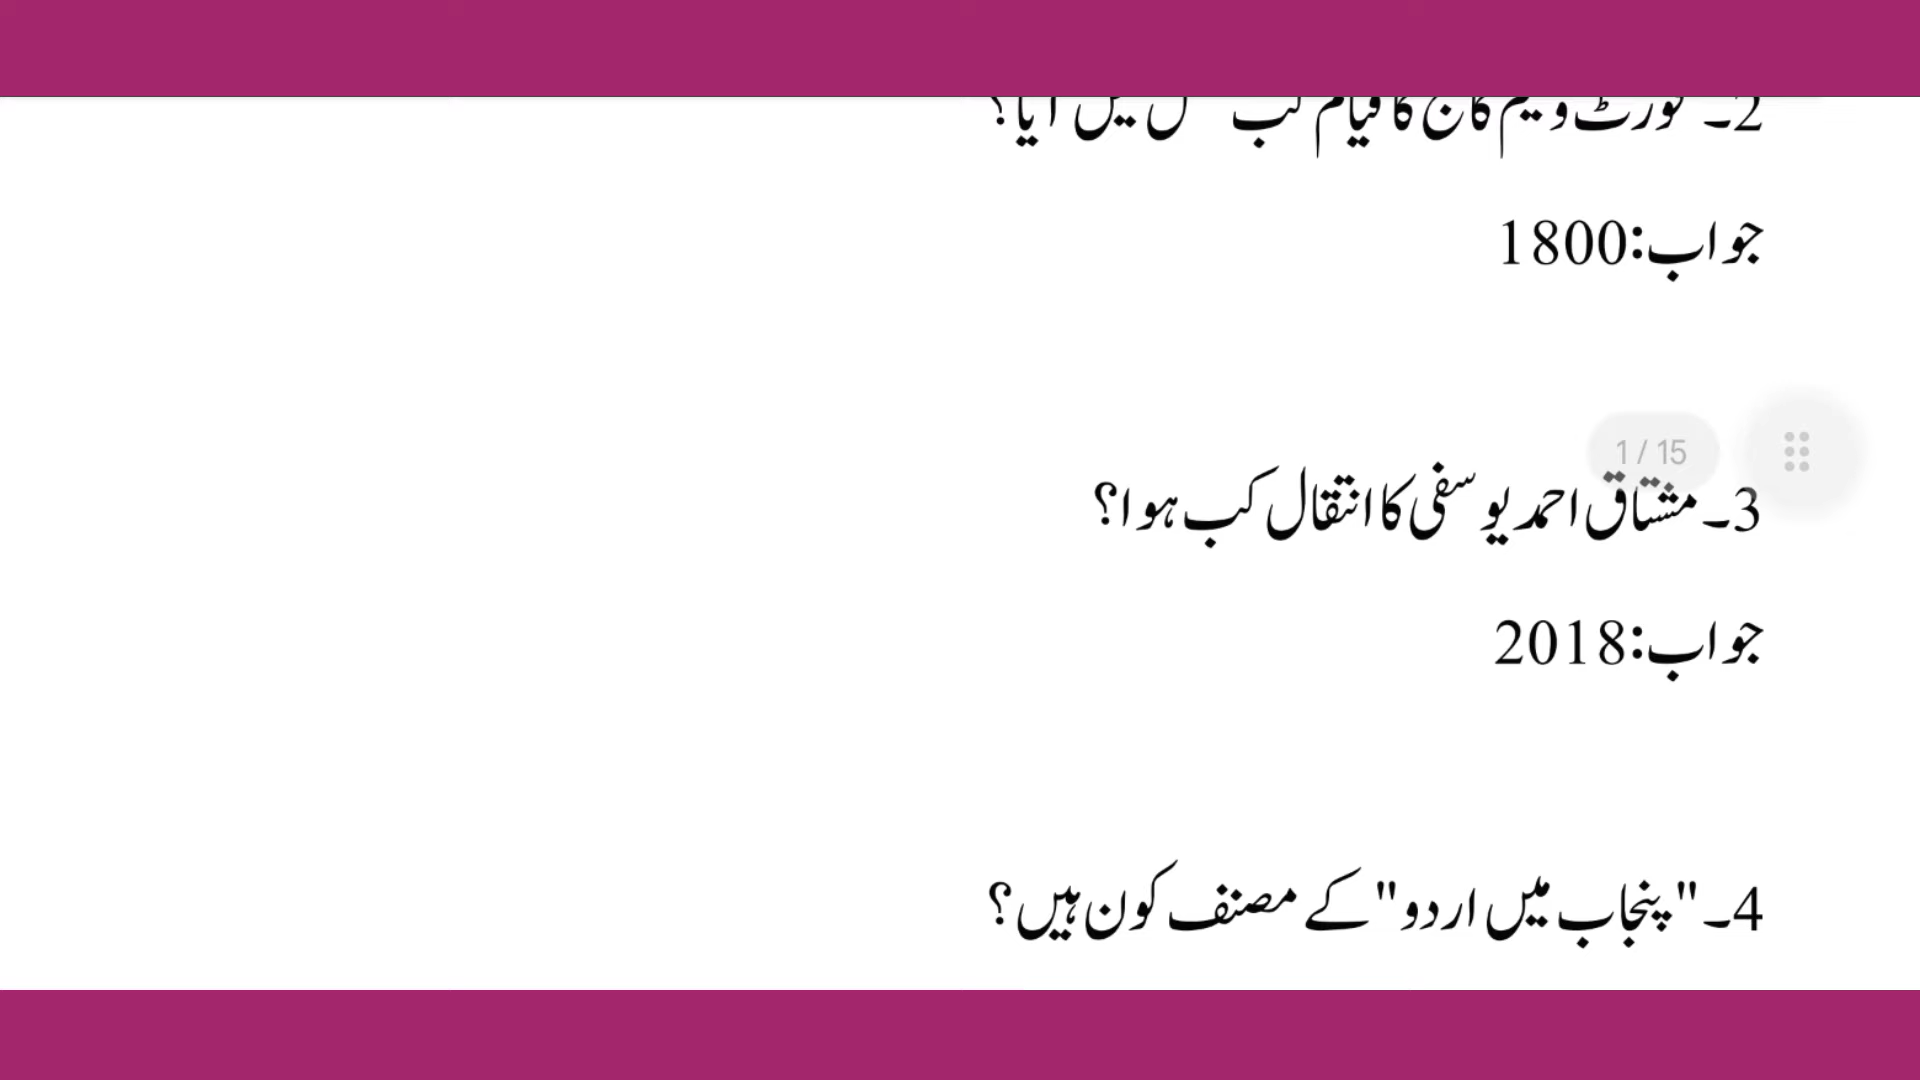 2۔ فورٹ ولیم کالج کا قیام کب عمل میں آیا؟
جواب:1800
1 / 15
3۔ مشتاق احمد یوسفی کا انتقال کب ہوا؟
جواب:2018
4۔ "پنجاب میں اردو" کے مصنف کون ہیں؟